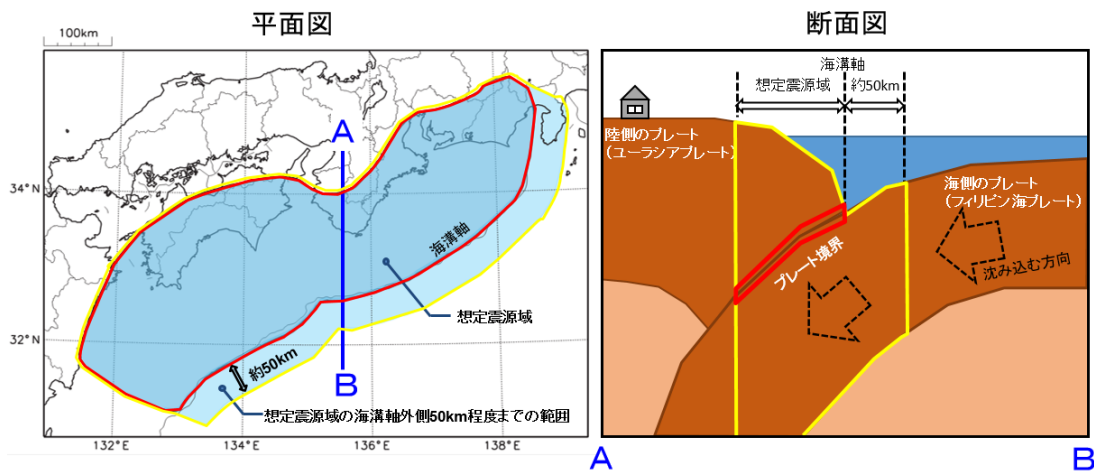 平面図
100km
34°N
32°N
132°E
134°E
136°E
138°E
A
B
海溝軸
想定震源域
約50km
想定震源域の海溝軸外側50km程度までの範囲
断面図
海溝軸
想定震源域
約50km
陸側のプレート
(ユーラシアプレート)
海側のプレート
(フィリピン海プレート)
プレート境界
沈み込む方向
A
B